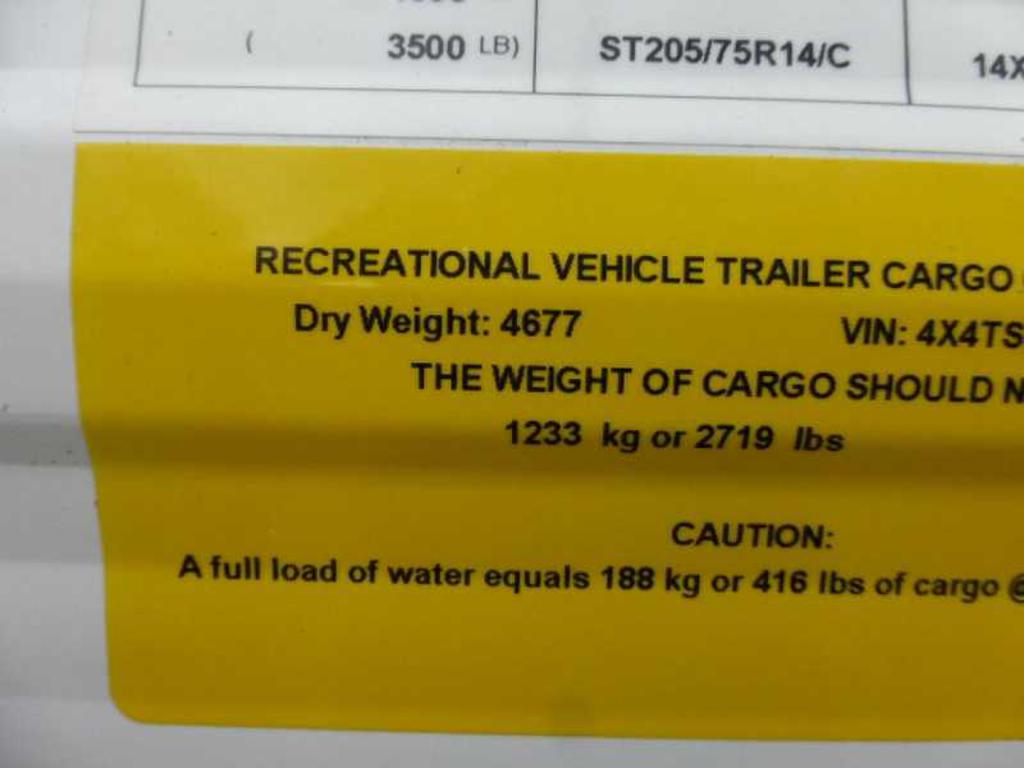 ( 3500 LB) ST205/75R14/C 14X
RECREATIONAL VEHICLE TRAILER CARGO
Dry Weight: 4677 VIN: 4X4TS
THE WEIGHT OF CARGO SHOULD N
1233 kg or 2719 lbs
CAUTION:
A full load of water equals 188 kg or 416 lbs of cargo @